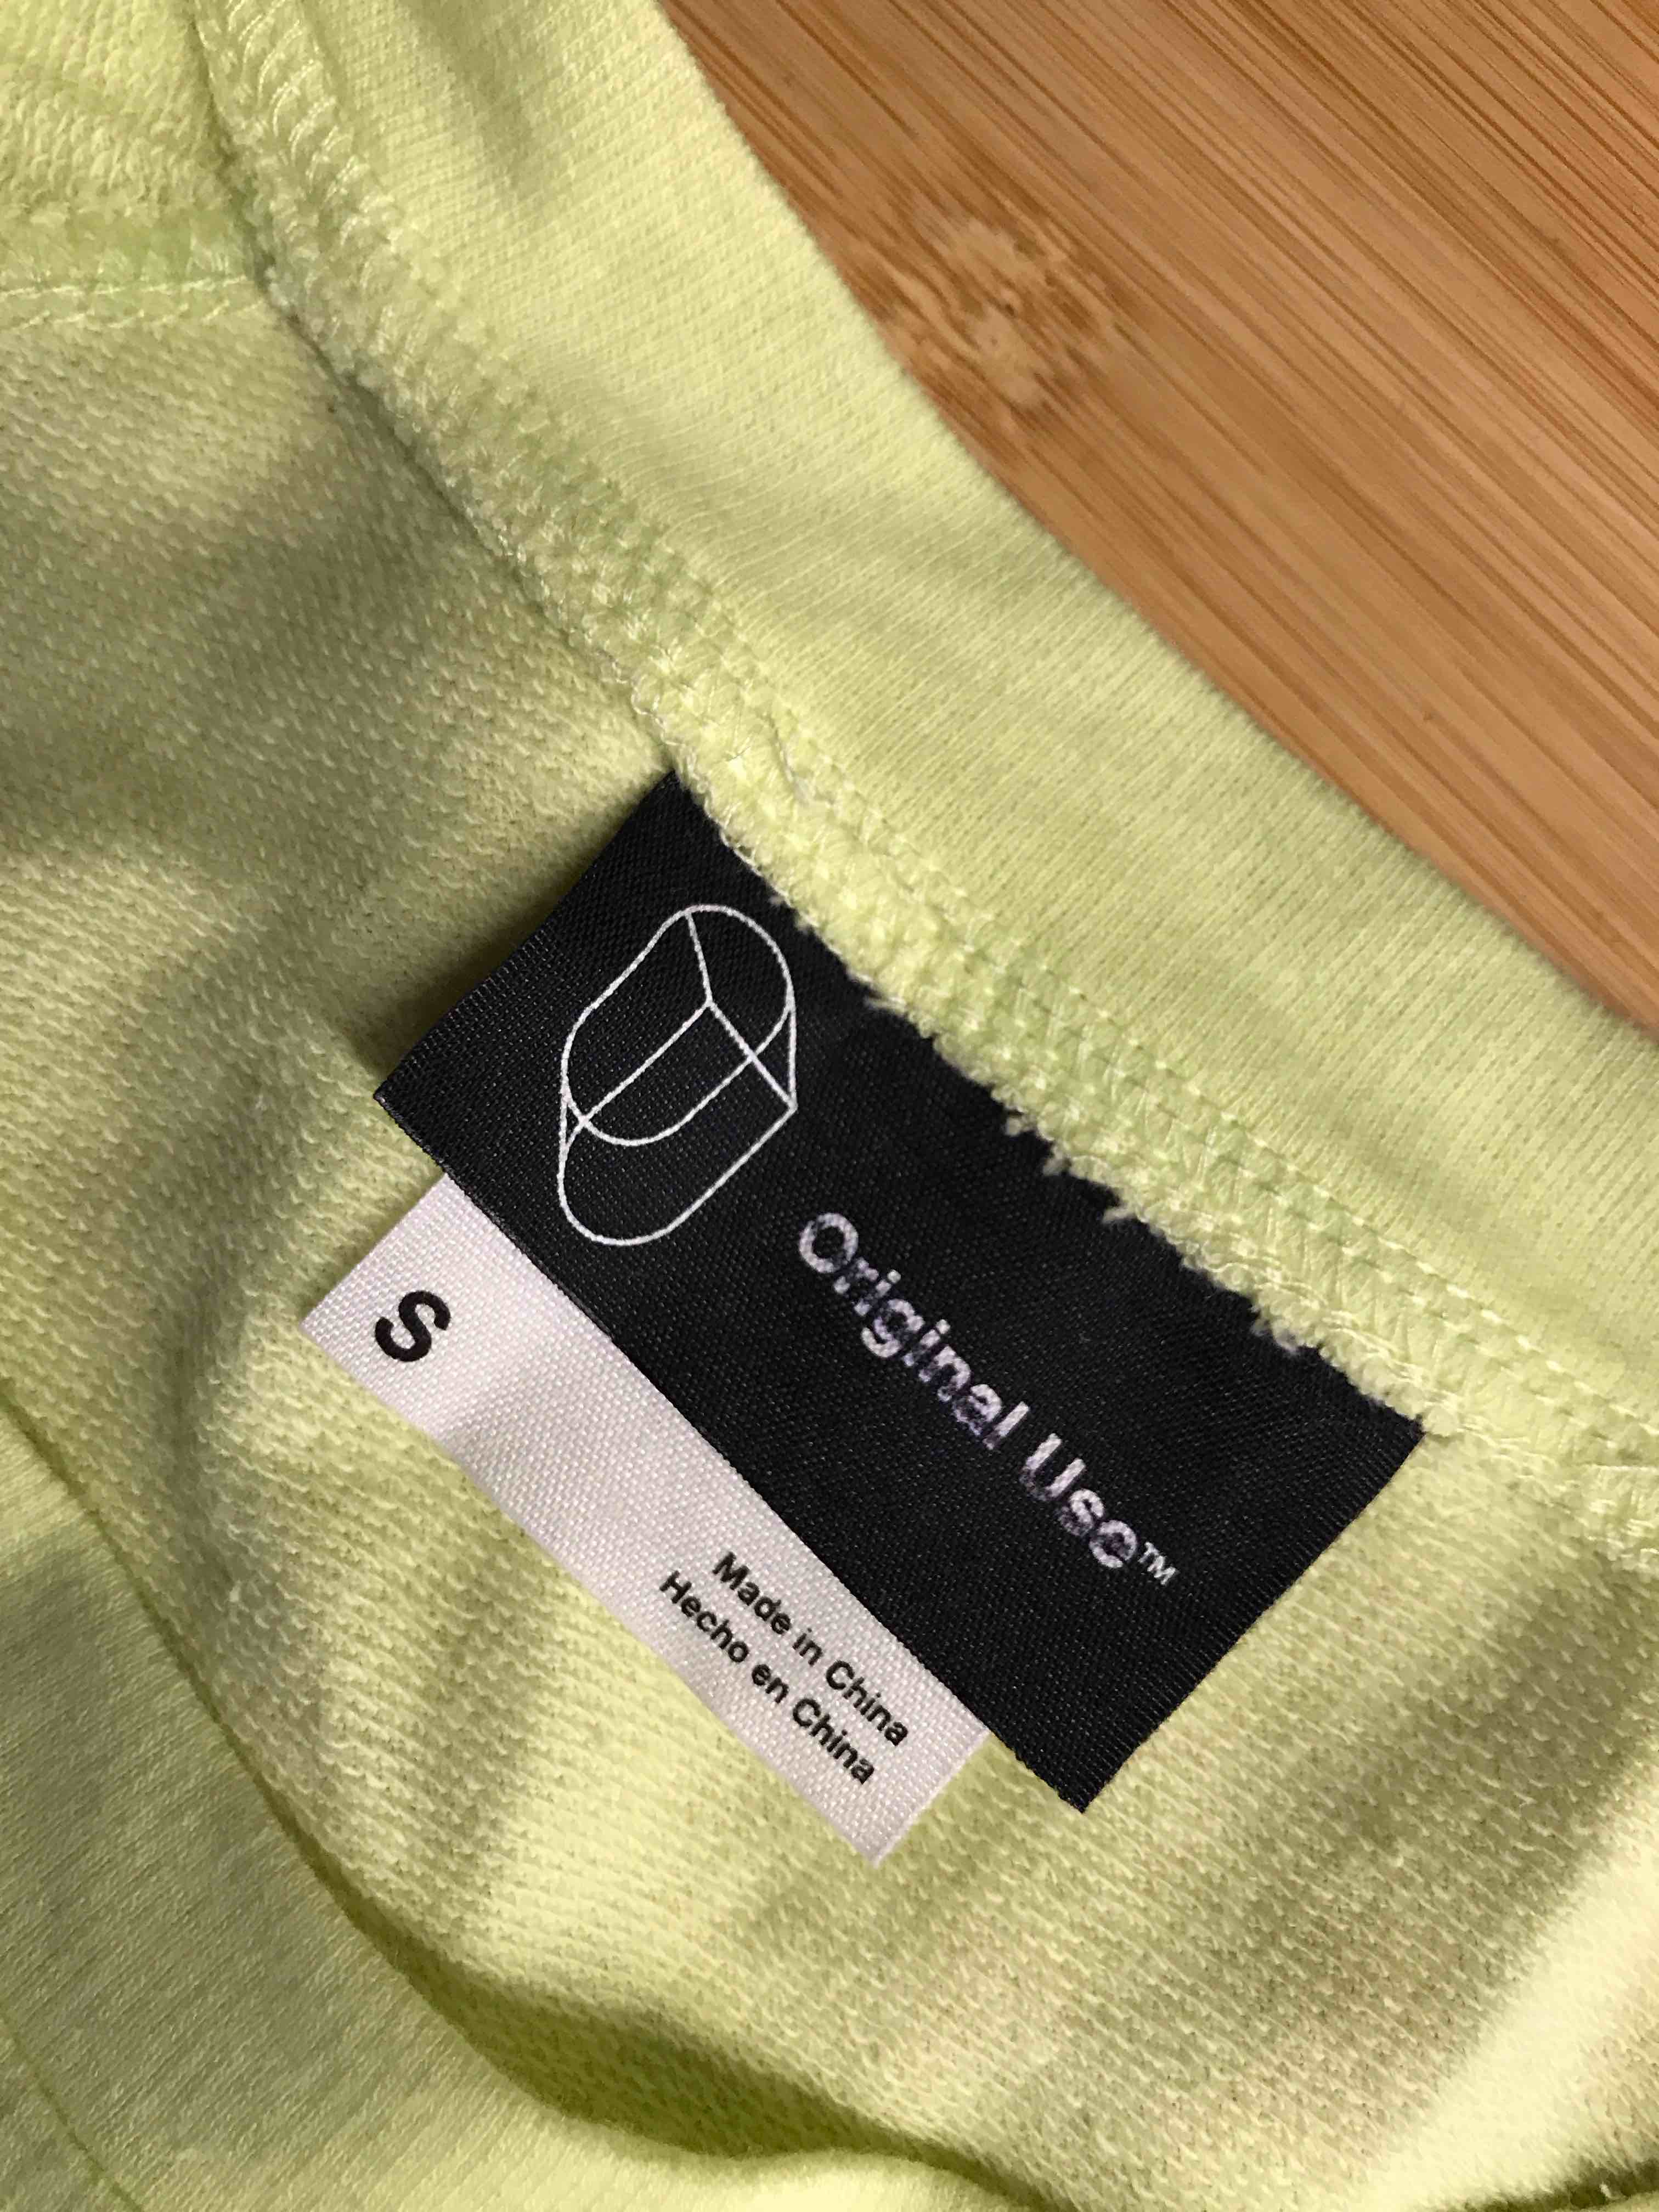 Original Use™
S
Made in China
Hecho en China